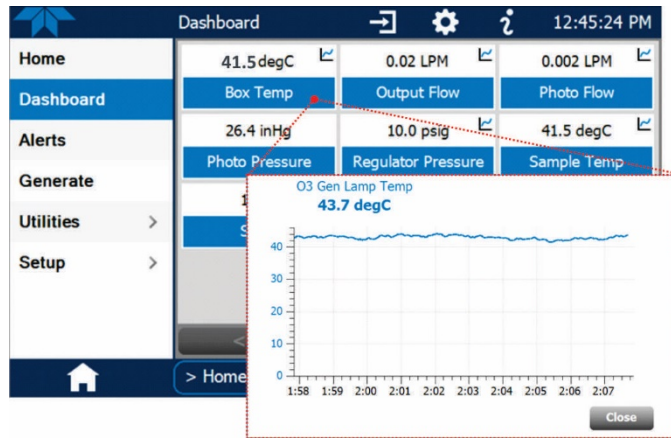 Dashboard
12:45:24 PM
Home
Dashboard
Alerts
Generate
Utilities >
Setup >
41.5 degC
Box Temp
0.02 LPM
Output Flow
0.002 LPM
Photo Flow
26.4 inHg
Photo Pressure
10.0 psig
Regulator Pressure
41.5 degC
Sample Temp
1
S
<
> Home
O3 Gen Lamp Temp
43.7 degC
40
30
20
10
0
1:58 1:59 2:00 2:01 2:02 2:03 2:04 2:05 2:06 2:07
Close